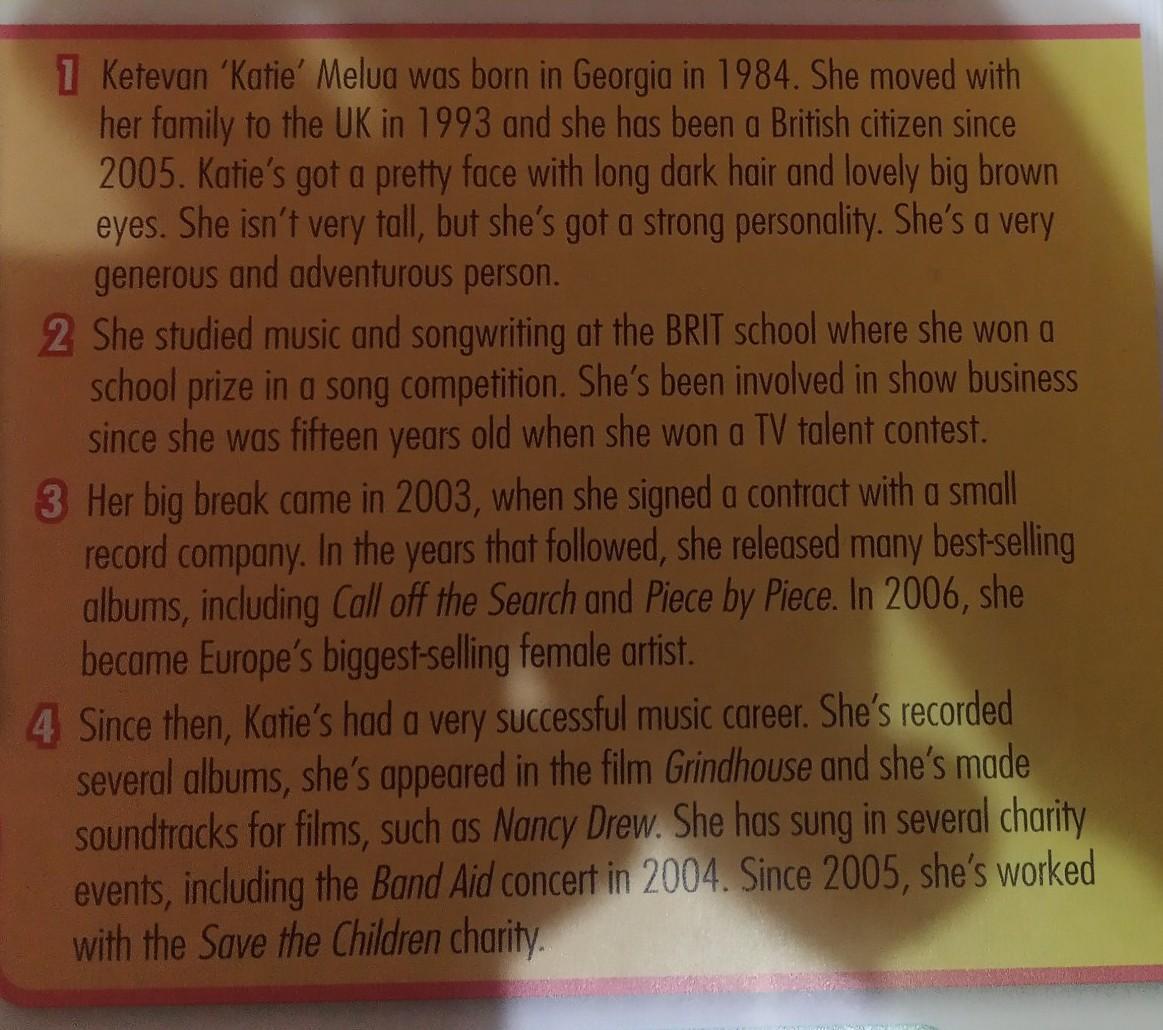 1 Ketevan ‘Katie’ Melua was born in Georgia in 1984. She moved with
her family to the UK in 1993 and she has been a British citizen since
2005. Katie’s got a pretty face with long dark hair and lovely big brown
eyes. She isn’t very tall, but she’s got a strong personality. She’s a very
generous and adventurous person.
2 She studied music and songwriting at the BRIT school where she won a
school prize in a song competition. She’s been involved in show business
since she was fifteen years old when she won a TV talent contest.
3 Her big break came in 2003, when she signed a contract with a small
record company. In the years that followed, she released many best-selling
albums, including Call off the Search and Piece by Piece. In 2006, she
became Europe’s biggest-selling female artist.
4 Since then, Katie’s had a very successful music career. She’s recorded
several albums, she’s appeared in the film Grindhouse and she’s made
soundtracks for films, such as Nancy Drew. She has sung in several charity
events, including the Band Aid concert in 2004. Since 2005, she’s worked
with the Save the Children charity.